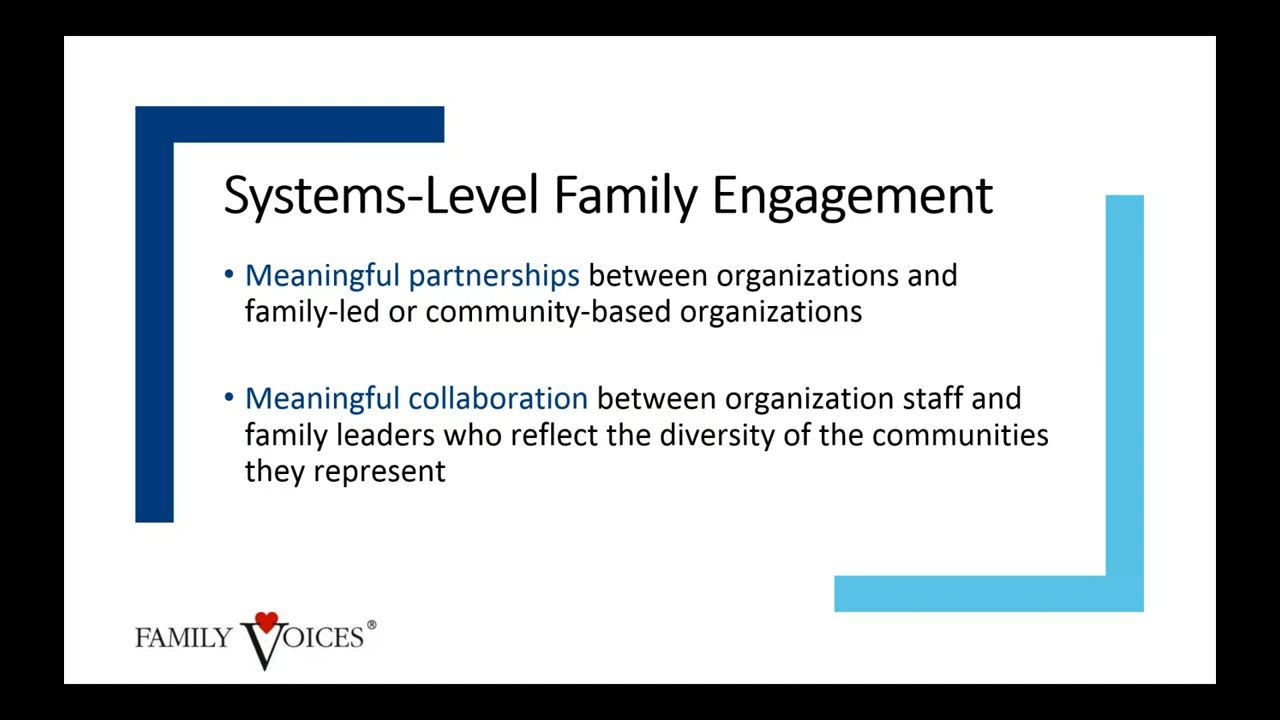 Systems-Level Family Engagement
• Meaningful partnerships between organizations and
family-led or community-based organizations
• Meaningful collaboration between organization staff and
family leaders who reflect the diversity of the communities
they represent
FAMILY VOICES®